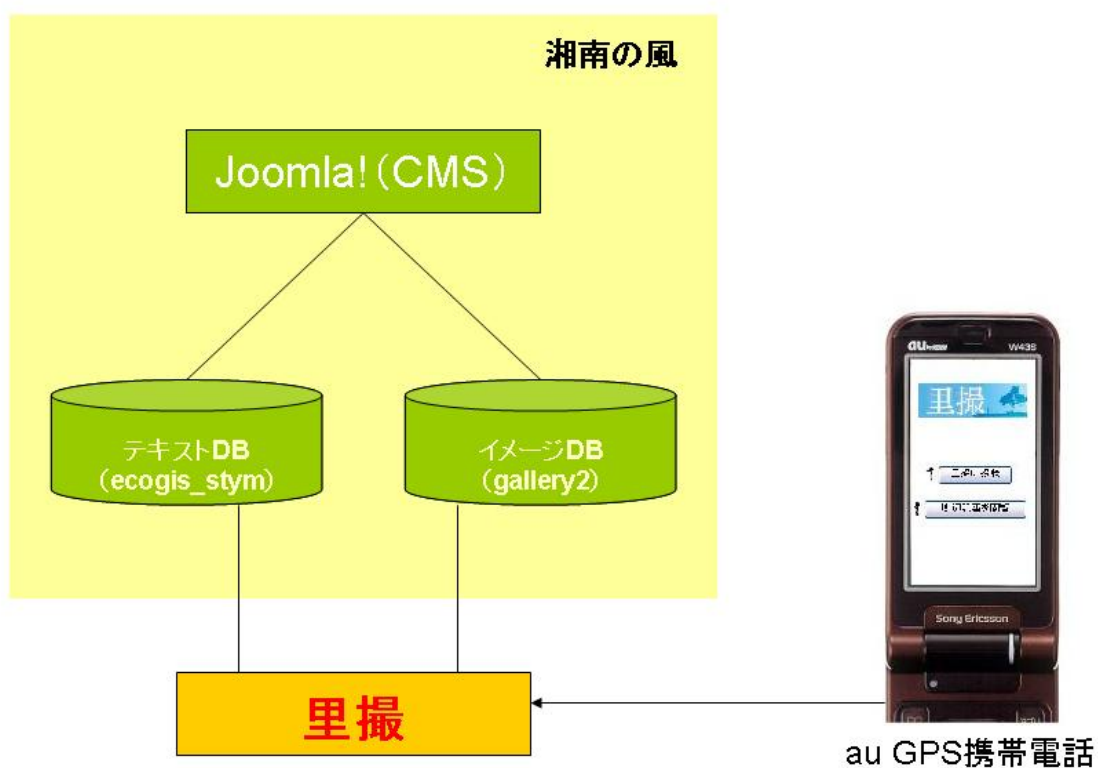 湘南の風
Joomla!(CMS)
テキストDB
(ecogis_stym)
イメージDB
(gallery2)
au
W43S
里撮
Sony Ericsson
里撮
au GPS携帯電話